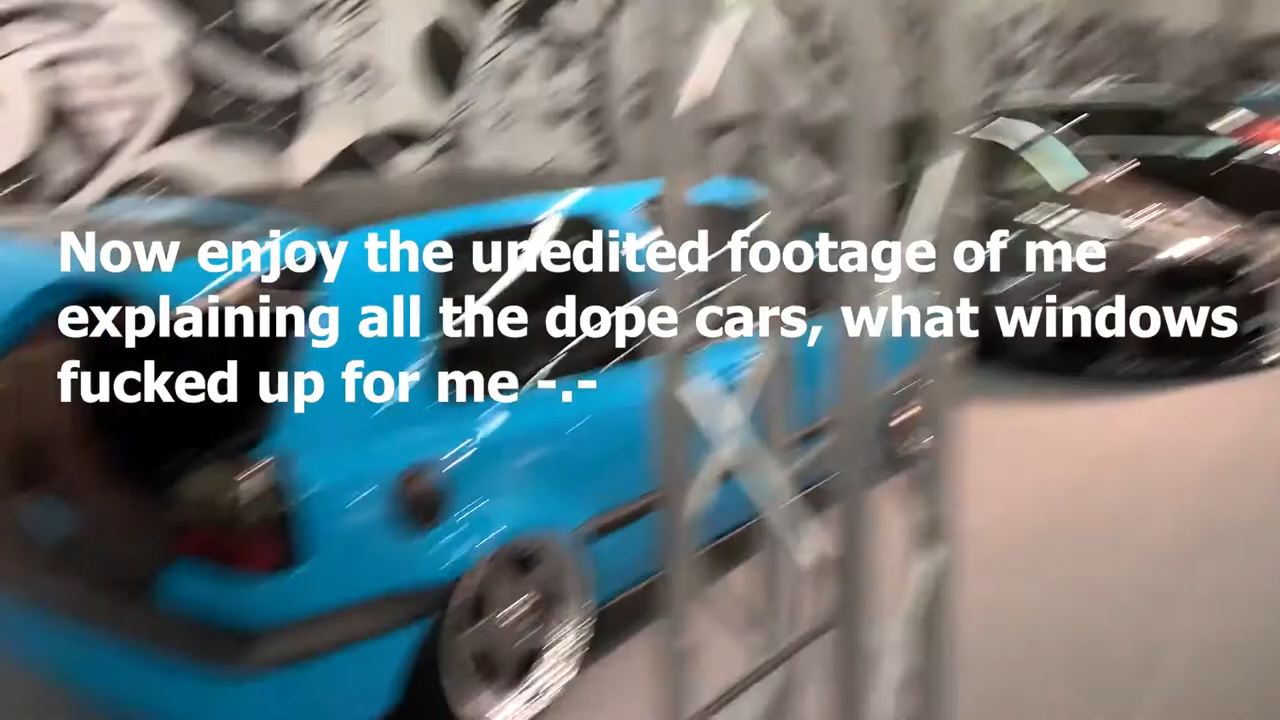 Now enjoy the unedited footage of me
explaining all the dope cars, what windows
fucked up for me -.-